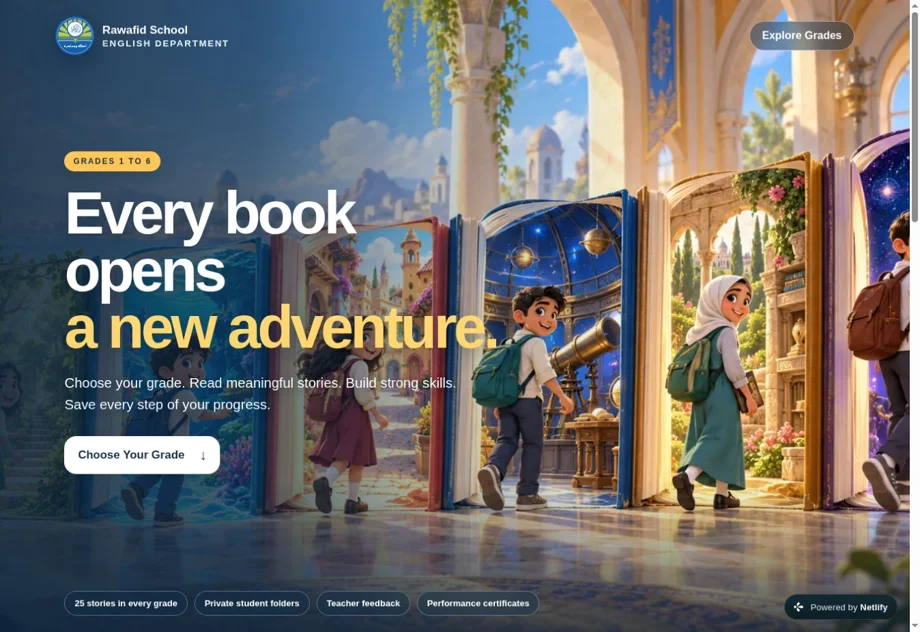 Rawafid School
ENGLISH DEPARTMENT
Explore Grades
GRADES 1 TO 6
Every book
opens
a new adventure.
Choose your grade. Read meaningful stories. Build strong skills.
Save every step of your progress.
Choose Your Grade ↓
25 stories in every grade
Private student folders
Teacher feedback
Performance certificates
Powered by Netlify